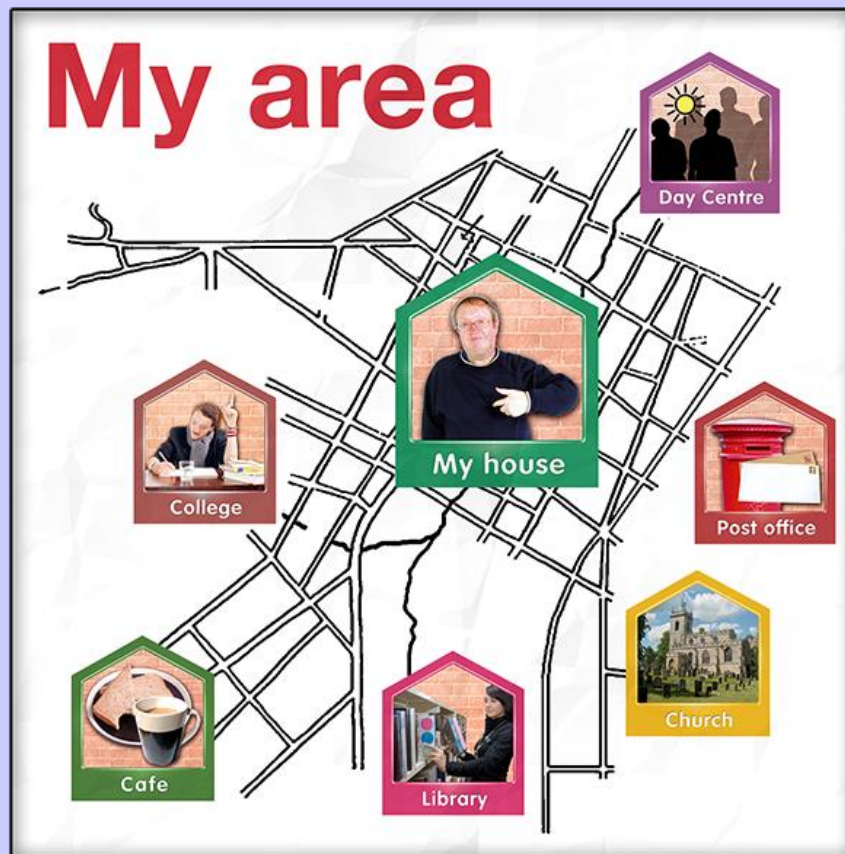 My area
Day Centre
My house
College
Post office
Church
Cafe
Library